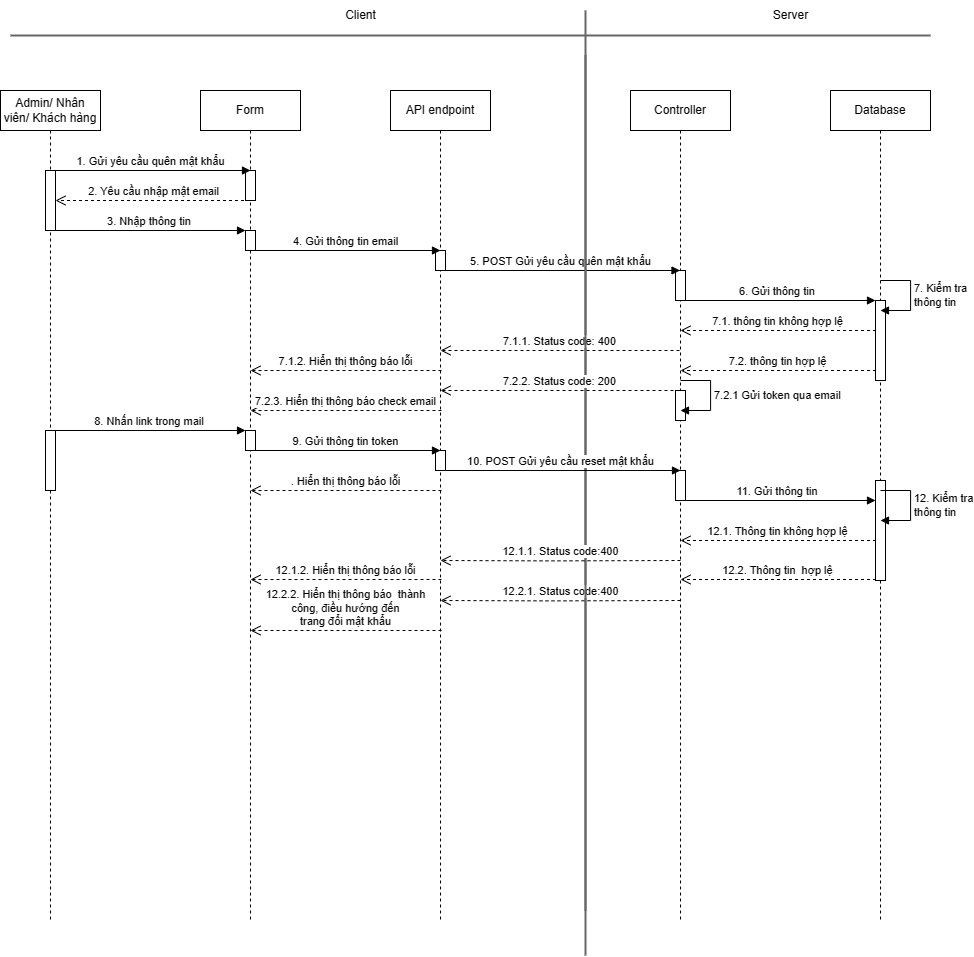 Client
Server
Admin/ Nhân
viên/ Khách hàng
Form
API endpoint
Controller
Database
1. Gửi yêu cầu quên mật khẩu
2. Yêu cầu nhập mật email
3. Nhập thông tin
4. Gửi thông tin email
5. POST Gửi yêu cầu quên mật khẩu
6. Gửi thông tin
7. Kiểm tra
thông tin
7.1. thông tin không hợp lệ
7.1.1. Status code: 400
7.1.2. Hiển thị thông báo lỗi
7.2. thông tin hợp lệ
7.2.2. Status code: 200
7.2.1 Gửi token qua email
7.2.3. Hiển thị thông báo check email
8. Nhấn link trong mail
9. Gửi thông tin token
10. POST Gửi yêu cầu reset mật khẩu
. Hiển thị thông báo lỗi
11. Gửi thông tin
12. Kiểm tra
thông tin
12.1. Thông tin không hợp lệ
12.1.1. Status code:400
12.1.2. Hiển thị thông báo lỗi
12.2. Thông tin  hợp lệ
12.2.1. Status code:400
12.2.2. Hiển thị thông báo  thành
công, điều hướng đến
trang đổi mật khẩu